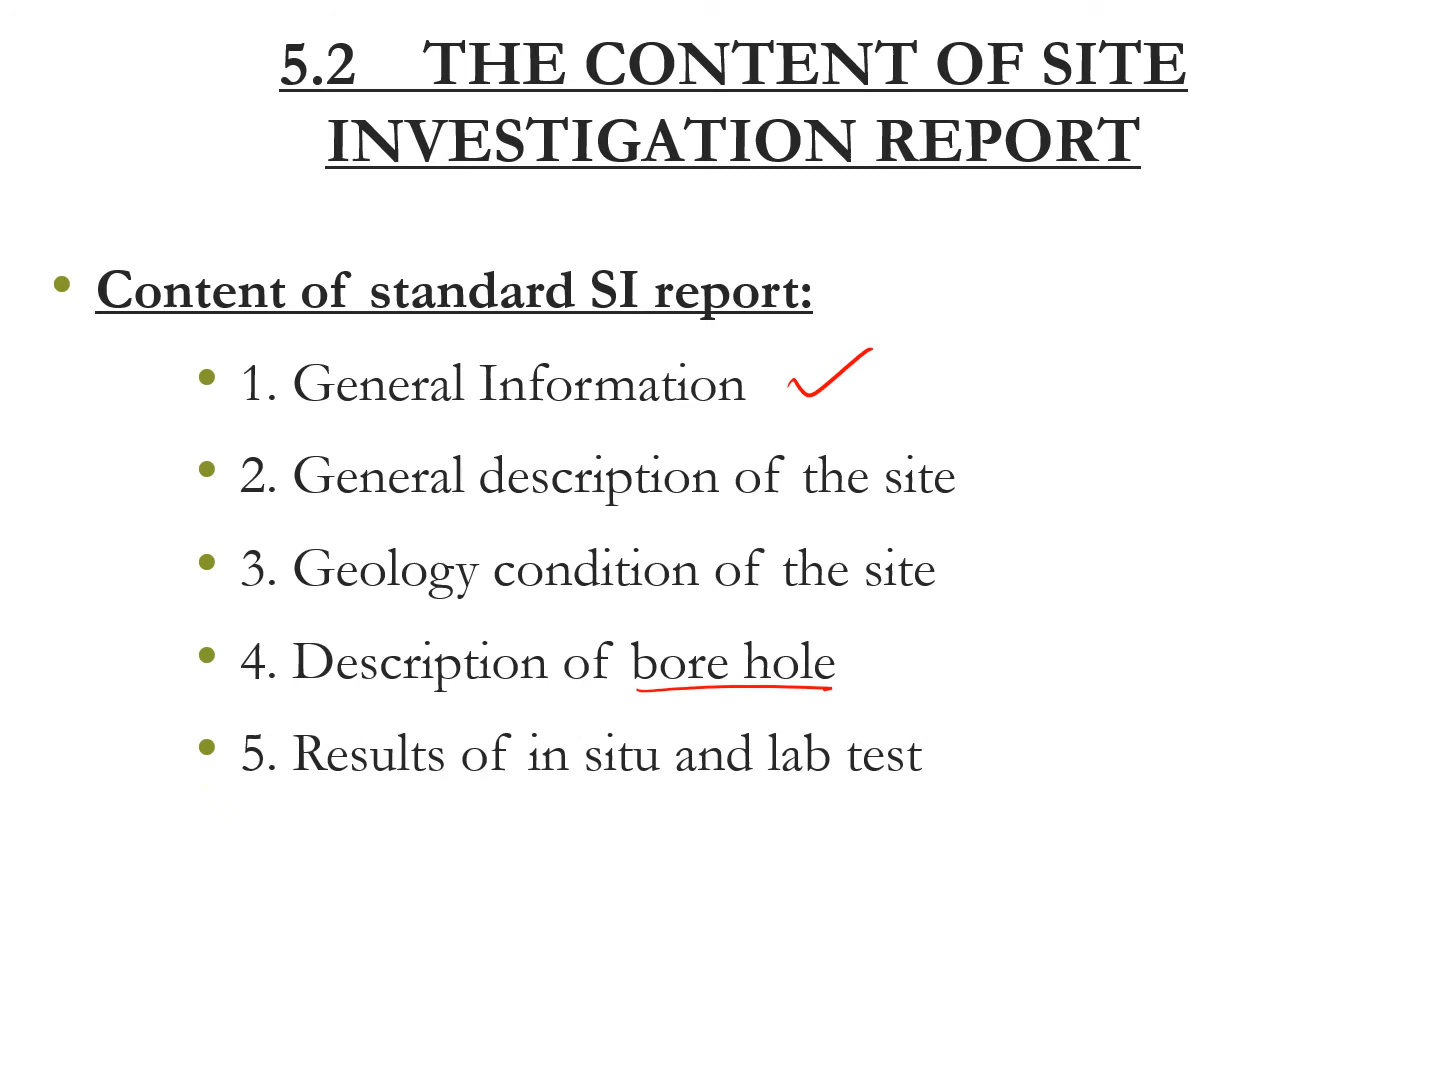 5.2 THE CONTENT OF SITE
INVESTIGATION REPORT
• Content of standard SI report:
• 1. General Information
• 2. General description of the site
• 3. Geology condition of the site
• 4. Description of bore hole
• 5. Results of in situ and lab test